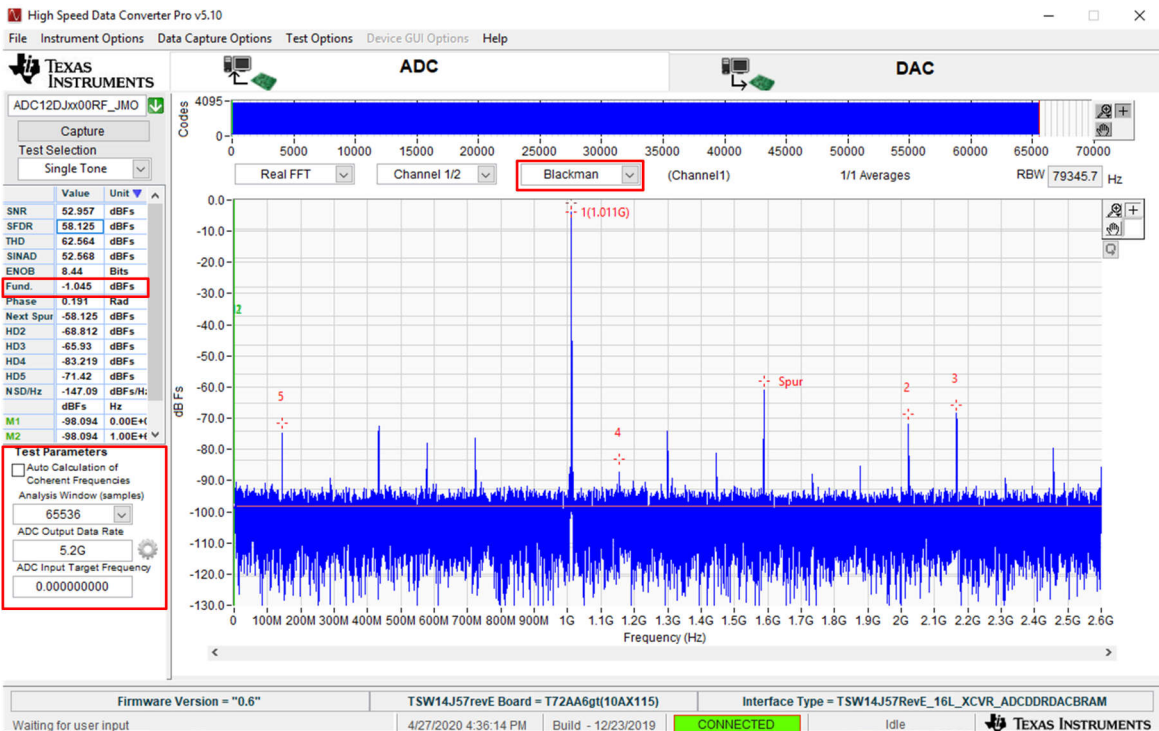 High Speed Data Converter Pro v5.10
File Instrument Options Data Capture Options Test Options Device GUI Options Help
TEXAS INSTRUMENTS
ADC
DAC
ADC12DJxx00RF_JMO
Capture
Test Selection
Single Tone
Codes
4095
0
0 5000 10000 15000 20000 25000 30000 35000 40000 45000 50000 55000 60000 65000 70000
Real FFT Channel 1/2 Blackman (Channel1) 1/1 Averages RBW 79345.7 Hz
Value Unit
SNR 52.957 dBFs
SFDR 58.125 dBFs
THD 62.564 dBFs
SINAD 52.568 dBFs
ENOB 8.44 Bits
Fund. -1.045 dBFs
Phase 0.191 Rad
Next Spur -58.125 dBFs
HD2 -68.812 dBFs
HD3 -65.93 dBFs
HD4 -83.219 dBFs
HD5 -71.42 dBFs
NSD/Hz -147.09 dBFs/Hz
dBFs Hz
M1 -98.094 0.00E+0
M2 -98.094 1.00E+6
Test Parameters
Auto Calculation of
Coherent Frequencies
Analysis Window (samples)
65536
ADC Output Data Rate
5.2G
ADC Input Target Frequency
0.000000000
dBFs
0.0
-10.0
-20.0
-30.0
-40.0
-50.0
-60.0
-70.0
-80.0
-90.0
-100.0
-110.0
-120.0
-130.0
1(1.011G)
2
Spur
5
4
2
3
0 100M 200M 300M 400M 500M 600M 700M 800M 900M 1G 1.1G 1.2G 1.3G 1.4G 1.5G 1.6G 1.7G 1.8G 1.9G 2G 2.1G 2.2G 2.3G 2.4G 2.5G 2.6G
Frequency (Hz)
Firmware Version = "0.6" TSW14J57revE Board = T72AA6gt(10AX115) Interface Type = TSW14J57RevE_16L_XCVR_ADCDDRDACBRAM
Waiting for user input 4/27/2020 4:36:14 PM Build - 12/23/2019 CONNECTED Idle TEXAS INSTRUMENTS